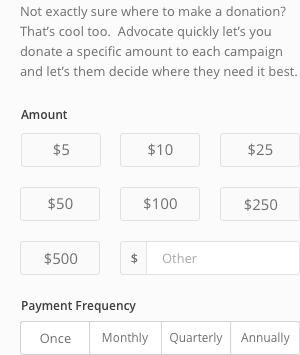 Not exactly sure where to make a donation?
That's cool too.  Advocate quickly let's you
donate a specific amount to each campaign
and let's them decide where they need it best.
Amount
$5 $10 $25
$50 $100 $250
$500 $ Other
Payment Frequency
Once Monthly Quarterly Annually